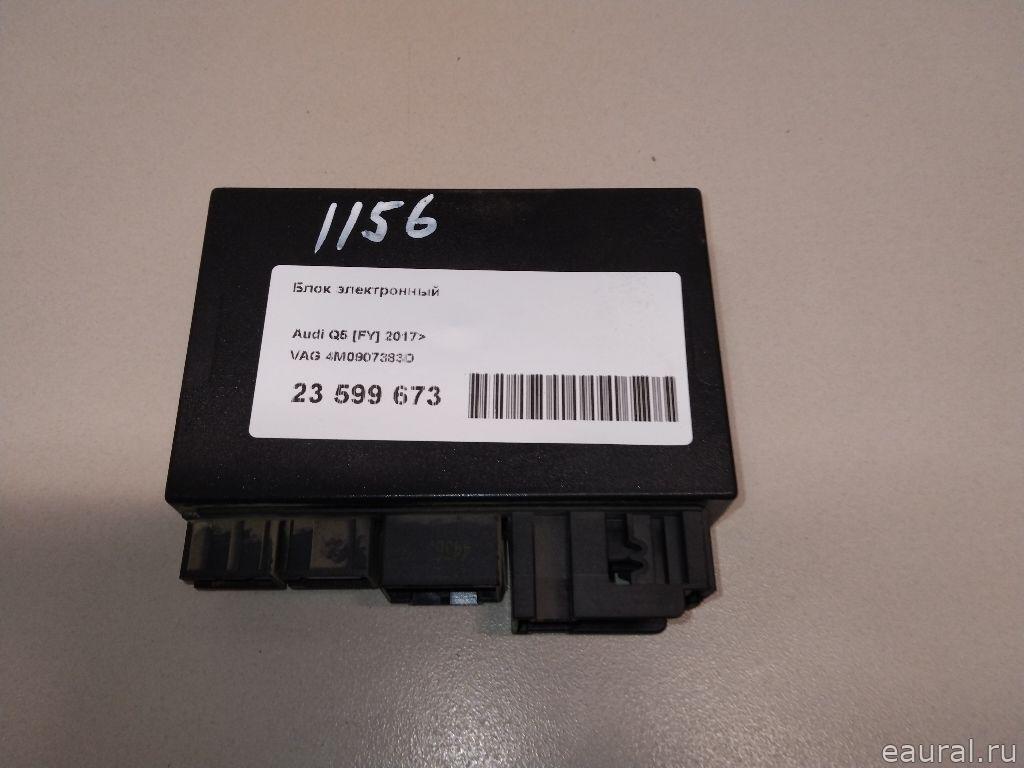 1156
Блок электронный
Audi Q5 [FY] 2017>
VAG 4M0907383D
23 599 673
eaural.ru